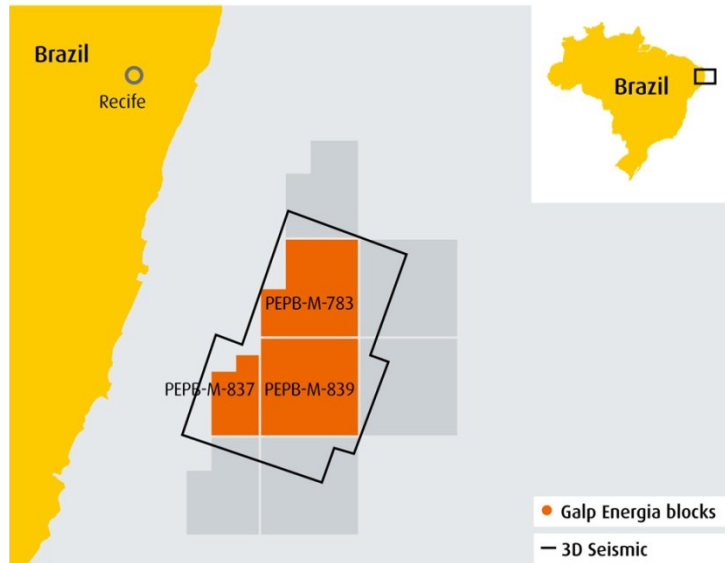 Brazil
Recife
Brazil
PEPB-M-783
PEPB-M-837
PEPB-M-839
Galp Energia blocks
3D Seismic